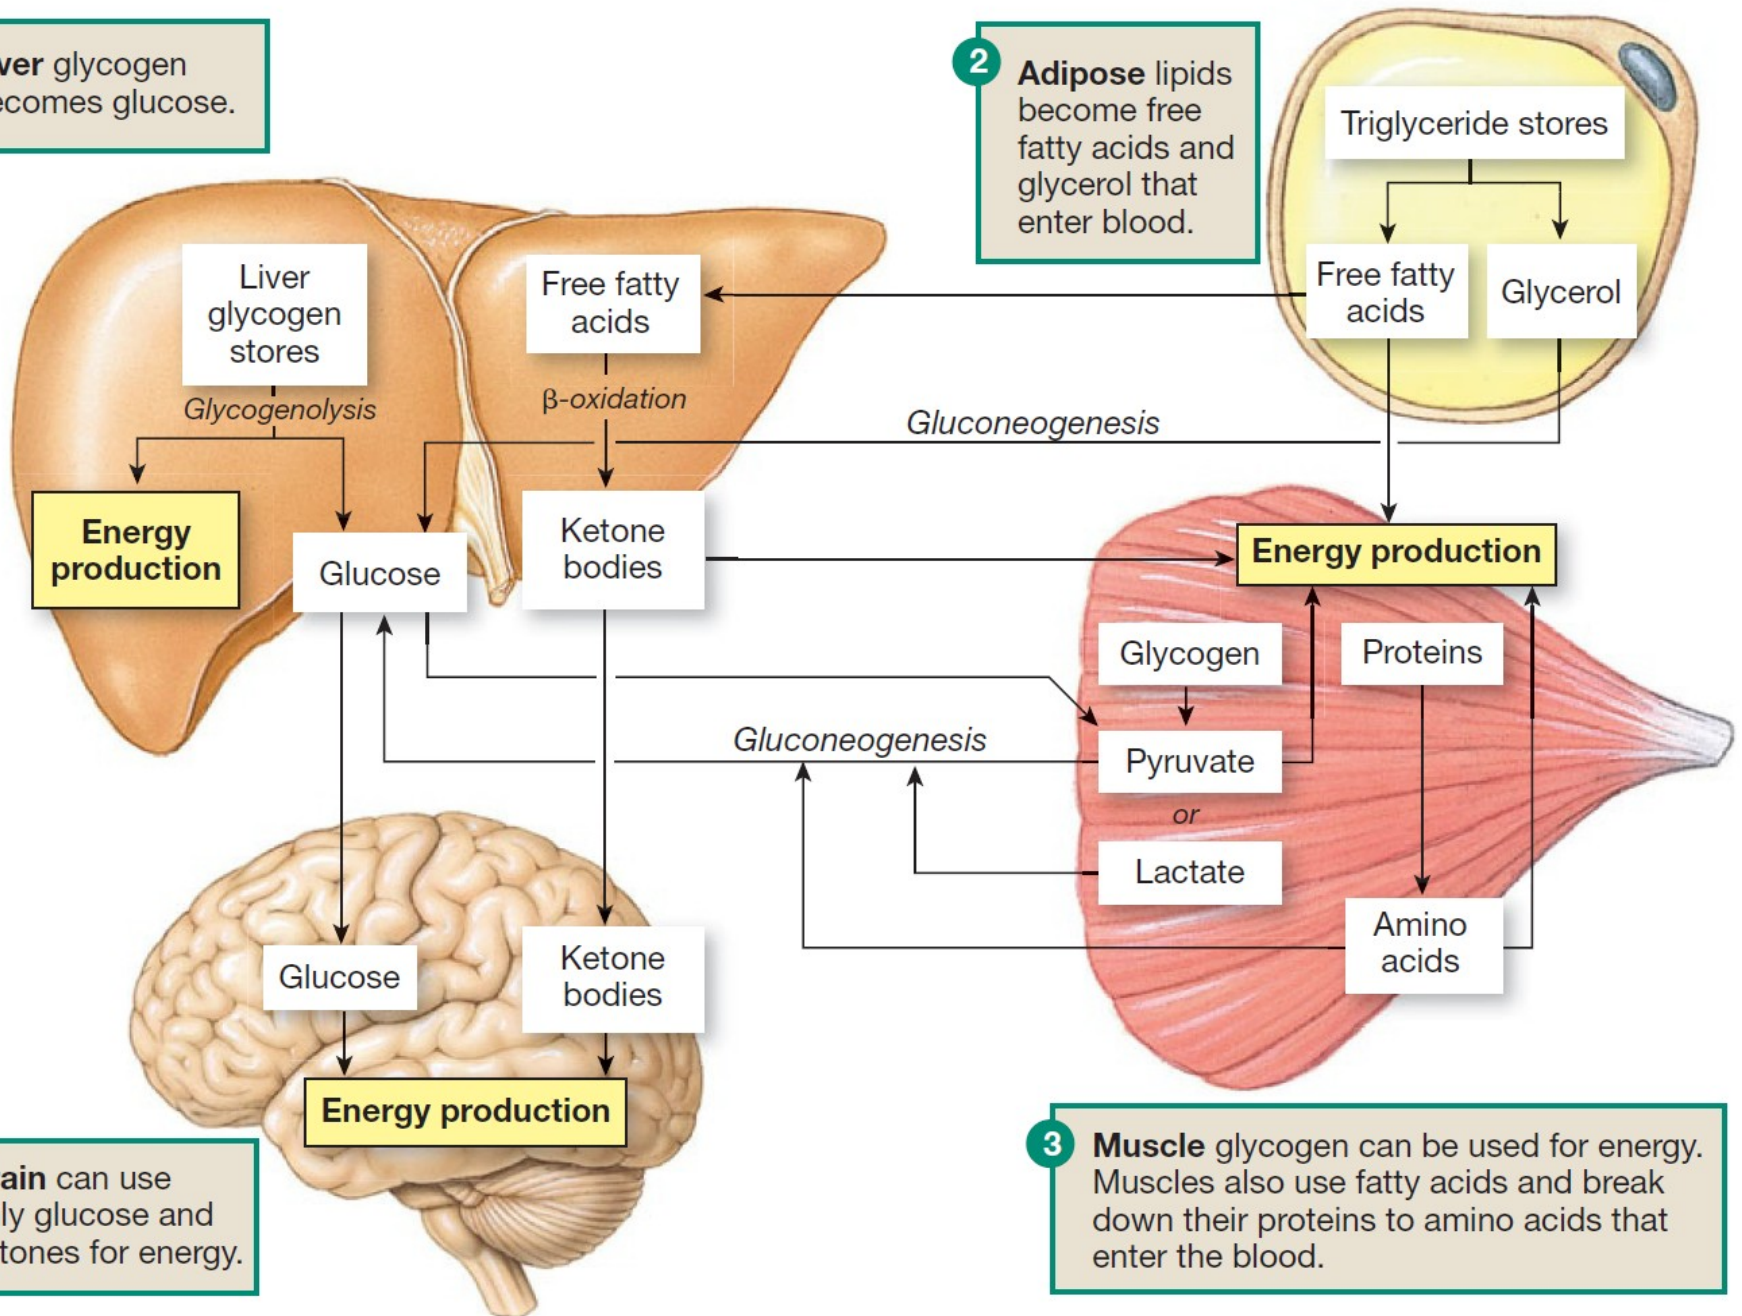 ver glycogen
ecomes glucose.
2
Adipose lipids
become free
fatty acids and
glycerol that
enter blood.
Triglyceride stores
Free fatty
acids
Glycerol
Liver
glycogen
stores
Glycogenolysis
Free fatty
acids
β-oxidation
Gluconeogenesis
Energy
production
Glucose
Ketone
bodies
Energy production
Glycogen
Proteins
Gluconeogenesis
Pyruvate
or
Lactate
Amino
acids
Glucose
Ketone
bodies
Energy production
ain can use
ly glucose and
tones for energy.
3
Muscle glycogen can be used for energy.
Muscles also use fatty acids and break
down their proteins to amino acids that
enter the blood.